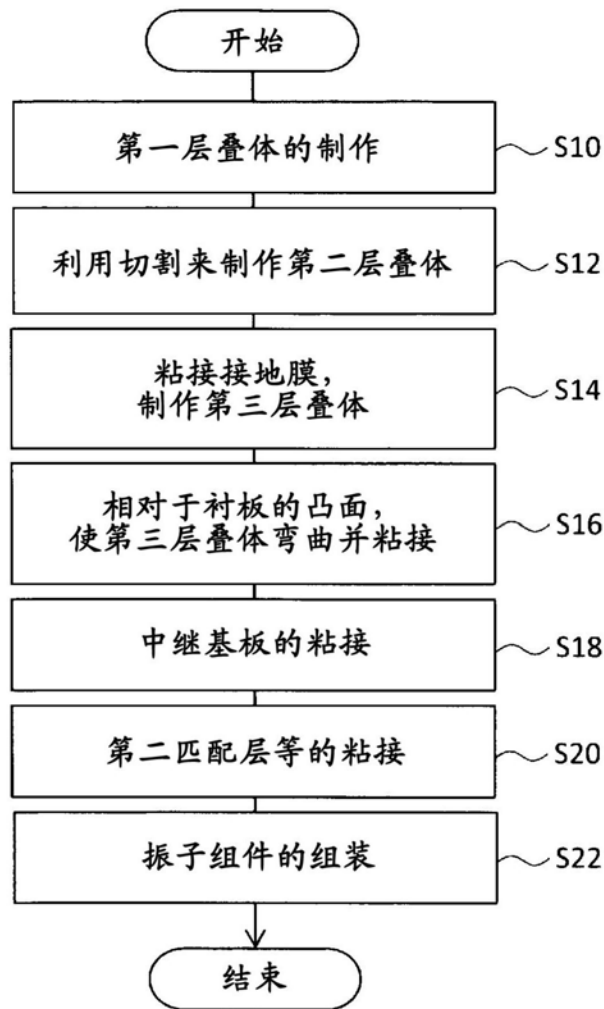 开始
第一层叠体的制作
S10
利用切割来制作第二层叠体
S12
粘接接地膜，
制作第三层叠体
S14
相对于衬板的凸面，
使第三层叠体弯曲并粘接
S16
中继基板的粘接
S18
第二匹配层等的粘接
S20
振子组件的组装
S22
结束